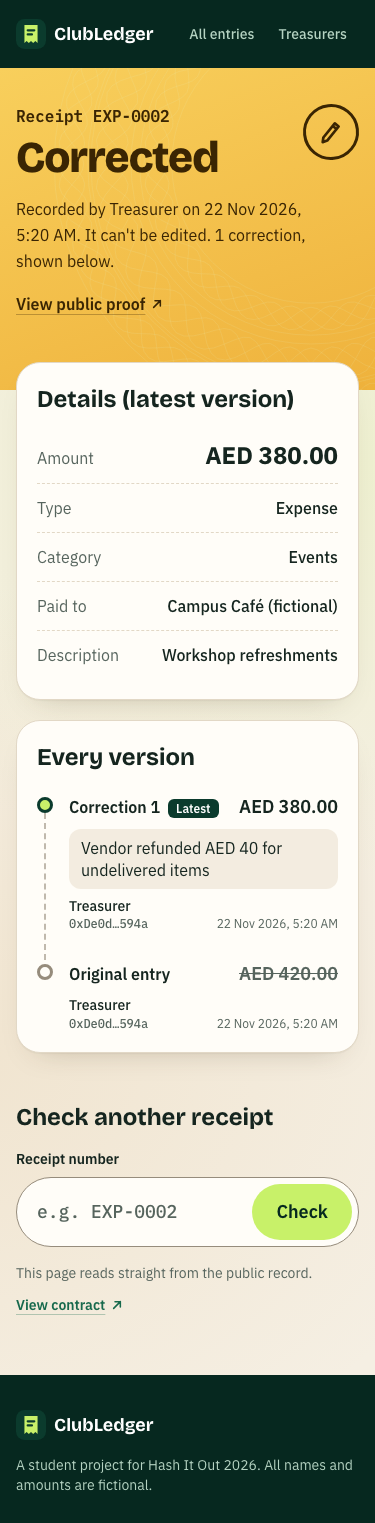 ClubLedger All entries Treasurers
Receipt EXP-0002
Corrected
Recorded by Treasurer on 22 Nov 2026,
5:20 AM. It can't be edited. 1 correction,
shown below.
View public proof ↗
Details (latest version)
Amount AED 380.00
Type Expense
Category Events
Paid to Campus Café (fictional)
Description Workshop refreshments
Every version
Correction 1 Latest AED 380.00
Vendor refunded AED 40 for
undelivered items
Treasurer
0xDe0d…594a 22 Nov 2026, 5:20 AM
Original entry AED 420.00
Treasurer
0xDe0d…594a 22 Nov 2026, 5:20 AM
Check another receipt
Receipt number
e.g. EXP-0002 Check
This page reads straight from the public record.
View contract ↗
ClubLedger
A student project for Hash It Out 2026. All names and
amounts are fictional.